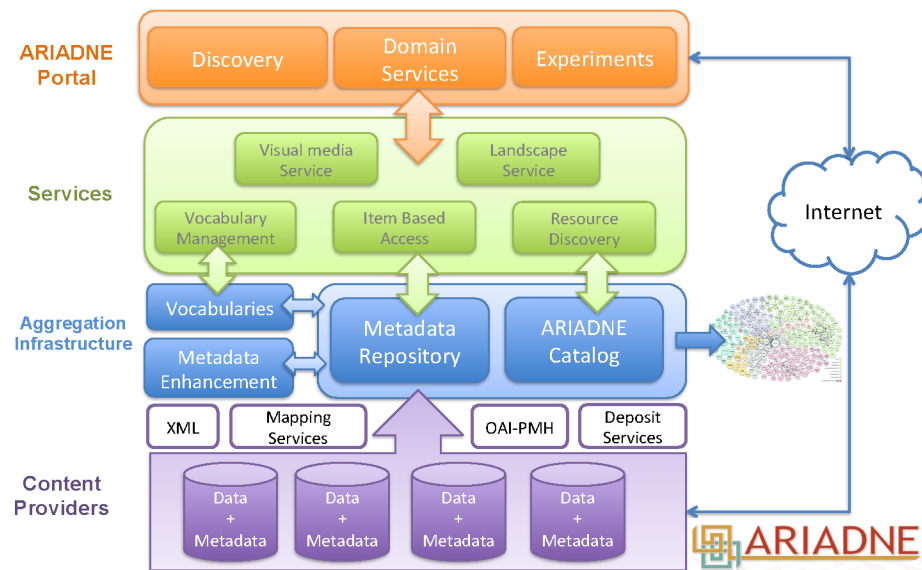 ARIADNE
Portal
Discovery
Domain
Services
Experiments
Services
Visual media
Service
Landscape
Service
Vocabulary
Management
Item Based
Access
Resource
Discovery
Internet
Aggregation
Infrastructure
Vocabularies
Metadata
Enhancement
Metadata
Repository
ARIADNE
Catalog
XML
Mapping
Services
OAI-PMH
Deposit
Services
Content
Providers
Data
+
Metadata
Data
+
Metadata
Data
+
Metadata
Data
+
Metadata
ARIADNE